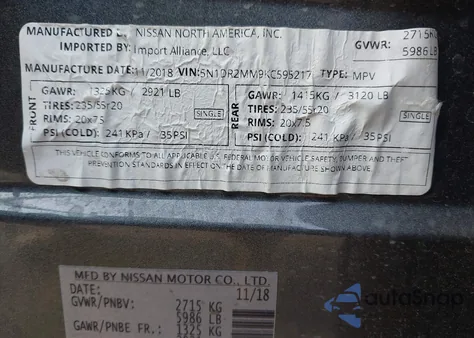 MANUFACTURED BY: NISSAN NORTH AMERICA, INC. GVWR: 2715KG
IMPORTED BY: Import Alliance, LLC 5986 LB
MANUFACTURE DATE: 11/2018 VIN: 5N1DR2MM9KC595217 TYPE: MPV
FRONT
GAWR: 1325KG / 2921 LB
TIRES: 235/55r20
RIMS: 20x7.5 SINGLE
PSI (COLD): 241 KPa / 35PSI
REAR
GAWR: 1415KG / 3120 LB
TIRES: 235/55r20
RIMS: 20x7.5 SINGLE
PSI (COLD): 241 KPa / 35PSI
THIS VEHICLE CONFORMS TO ALL APPLICABLE U.S. FEDERAL MOTOR VEHICLE SAFETY, BUMPER AND THEFT
PREVENTION STANDARDS IN EFFECT ON THE DATE OF MANUFACTURE SHOWN ABOVE.
MFD BY NISSAN MOTOR CO., LTD.
DATE: 11/18
GVWR/PNBV: 2715 KG
5986 LB
GAWR/PNBE FR.: 1325 KG
AutoSnap